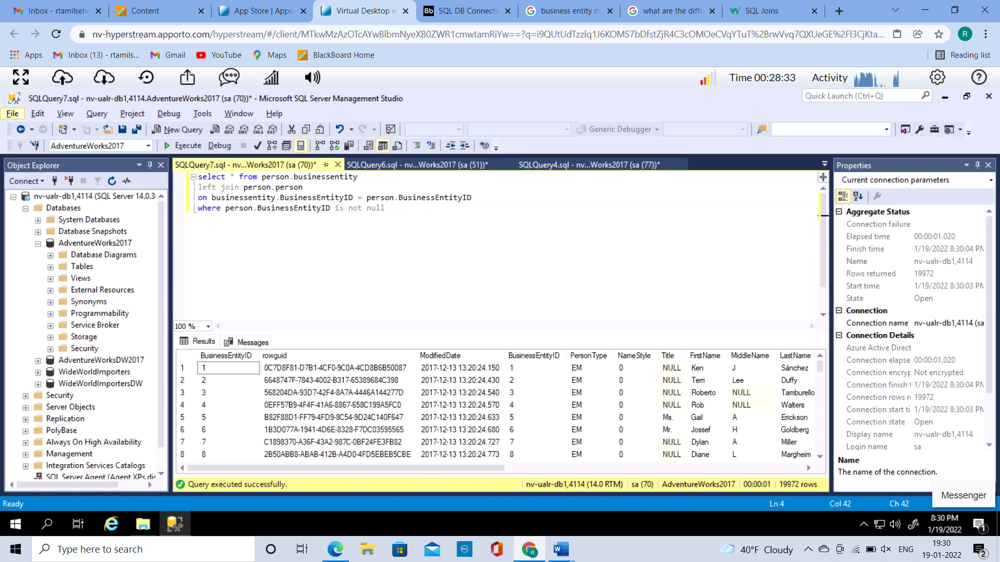 Inbox - rtamilselv
Content
App Store | Appo
Virtual Desktop w
Bb SQL DB Connecti
business entity m
what are the diffe
SQL Joins
nv-hyperstream.apporto.com/hyperstream/#/client/MTkwMzAzOTcAYwBlbmNyeXB0ZWR1cmwtamRiYw==?q=i9QUtUdTzzlq1J6KOMS7bDfstZjR4C3cOMOeCVqYTuT%2BrwVvq7QXUeGE%2Fl3CjKta...
R
Apps
Inbox (13) - rtamils...
Gmail
YouTube
Maps
BlackBoard Home
Reading list
Time 00:28:33
Activity
SQLQuery7.sql - nv-ualr-db1,4114.AdventureWorks2017 (sa (70))* - Microsoft SQL Server Management Studio
Quick Launch (Ctrl+Q)
File Edit View Query Project Debug Tools Window Help
New Query
MDX DMX XMLA DAX
Generic Debugger
AdventureWorks2017
Execute Debug
Object Explorer
SQLQuery7.sql - nv...Works2017 (sa (70))*
SQLQuery6.sql - nv...Works2017 (sa (51))*
SQLQuery4.sql - nv...Works2017 (sa (77))*
Properties
Connect
nv-ualr-db1,4114 (SQL Server 14.0.3
Databases
System Databases
Database Snapshots
AdventureWorks2017
Database Diagrams
Tables
Views
External Resources
Synonyms
Programmability
Service Broker
Storage
Security
AdventureWorksDW2017
WideWorldImporters
WideWorldImportersDW
Security
Server Objects
Replication
PolyBase
Always On High Availability
Management
Integration Services Catalogs
SQL Server Agent (Agent XPs dis
select * from person.businessentity
left join person.person
on businessentity.BusinessEntityID = person.BusinessEntityID
where person.BusinessEntityID is not null
100 %
Results
Messages
BusinessEntityID rowguid ModifiedDate BusinessEntityID PersonType NameStyle Title FirstName MiddleName LastName
1 1 0C7D8F81-D7B1-4CF0-9C0A-4CD8B6B50087 2017-12-13 13:20:24.150 1 EM 0 NULL Ken J Sánchez
2 2 6648747F-7843-4002-B317-65389684C398 2017-12-13 13:20:24.430 2 EM 0 NULL Terri Lee Duffy
3 3 568204DA-93D7-42F4-8A7A-4446A144277D 2017-12-13 13:20:24.540 3 EM 0 NULL Roberto NULL Tamburello
4 4 0EFF57B9-4F4F-41A6-8867-658C199A5FC0 2017-12-13 13:20:24.570 4 EM 0 NULL Rob NULL Walters
5 5 B82F88D1-FF79-4FD9-8C54-9D24C140F647 2017-12-13 13:20:24.633 5 EM 0 Ms. Gail A Erickson
6 6 1B3D077A-1941-4D6E-8328-F7DC03595565 2017-12-13 13:20:24.680 6 EM 0 Mr. Jossef H Goldberg
7 7 C1898370-A36F-43A2-987C-0BF24FE3FB82 2017-12-13 13:20:24.727 7 EM 0 NULL Dylan A Miller
8 8 2B50ABB8-ABAB-412B-A4D0-4FD5EBEB5CBE 2017-12-13 13:20:24.773 8 EM 0 NULL Diane L Margheim
Query executed successfully.
nv-ualr-db1,4114 (14.0 RTM)
sa (70)
AdventureWorks2017
00:00:01
19972 rows
Current connection parameters
Aggregate Status
Connection failure
Elapsed time 00:00:01.020
Finish time 1/19/2022 8:30:04 PM
Name nv-ualr-db1,4114
Rows returned 19972
Start time 1/19/2022 8:30:03 PM
State Open
Connection
Connection name nv-ualr-db1,4114 (sa
Connection Details
Azure Active Direct
Connection elapse 00:00:01.020
Connection encryp Not encrypted
Connection finish t 1/19/2022 8:30:04 PM
Connection rows r 19972
Connection start ti 1/19/2022 8:30:03 PM
Connection state Open
Display name nv-ualr-db1,4114
Login name sa
Name
The name of the connection.
Messenger
Ready
Ln 4
Col 42
Ch 42
8:30 PM
1/19/2022
1
Type here to search
40°F Cloudy
ENG
19:30
19-01-2022
2